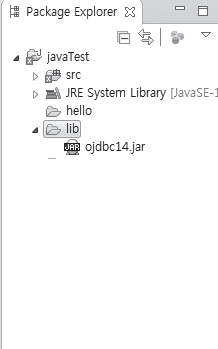 Package Explorer
javaTest
src
JRE System Library [JavaSE-1
hello
lib
ojdbc14.jar